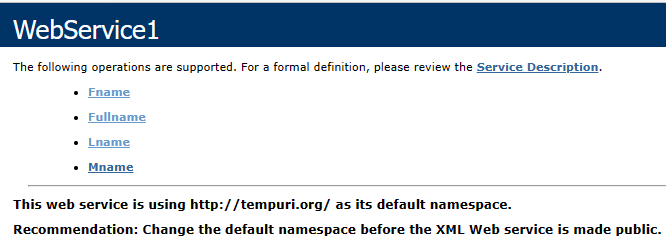 WebService1
The following operations are supported. For a formal definition, please review the Service Description.
• Fname
• Fullname
• Lname
• Mname
This web service is using http://tempuri.org/ as its default namespace.
Recommendation: Change the default namespace before the XML Web service is made public.